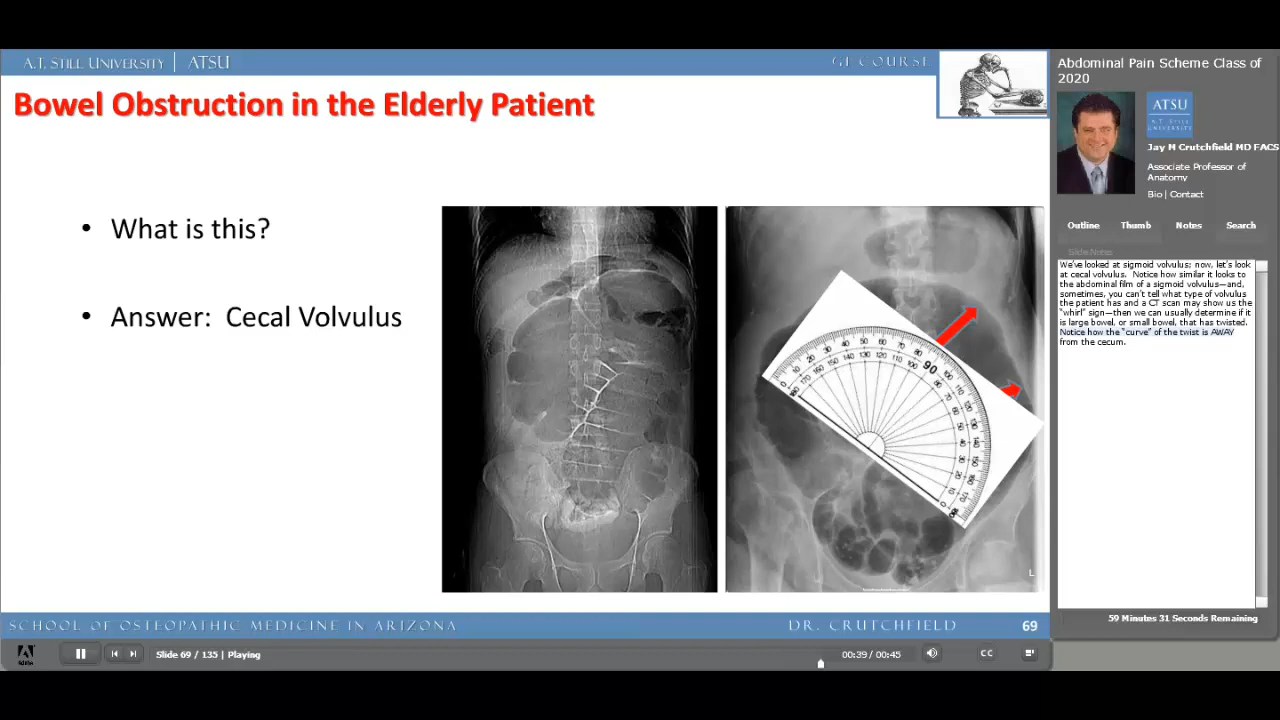 A.T. STILL UNIVERSITY | ATSU
GI COURSE
Bowel Obstruction in the Elderly Patient
• What is this?
• Answer: Cecal Volvulus
L
SCHOOL OF OSTEOPATHIC MEDICINE IN ARIZONA
DR. CRUTCHFIELD
69
Slide 69 / 135 | Playing
00:39 / 00:45
CC
Abdominal Pain Scheme Class of
2020
ATSU
A.T. STILL
UNIVERSITY
Jay M Crutchfield MD FACS
Associate Professor of
Anatomy
Bio | Contact
Outline Thumb Notes Search
Slide Notes
We've looked at sigmoid volvulus; now, let's look
at cecal volvulus. Notice how similar it looks to
the abdominal film of a sigmoid volvulus—and,
sometimes, you can't tell what type of volvulus
the patient has and a CT scan may show us the
"whirl" sign—then we can usually determine if it
is large bowel, or small bowel, that has twisted.
Notice how the "curve" of the twist is AWAY
from the cecum.
59 Minutes 31 Seconds Remaining